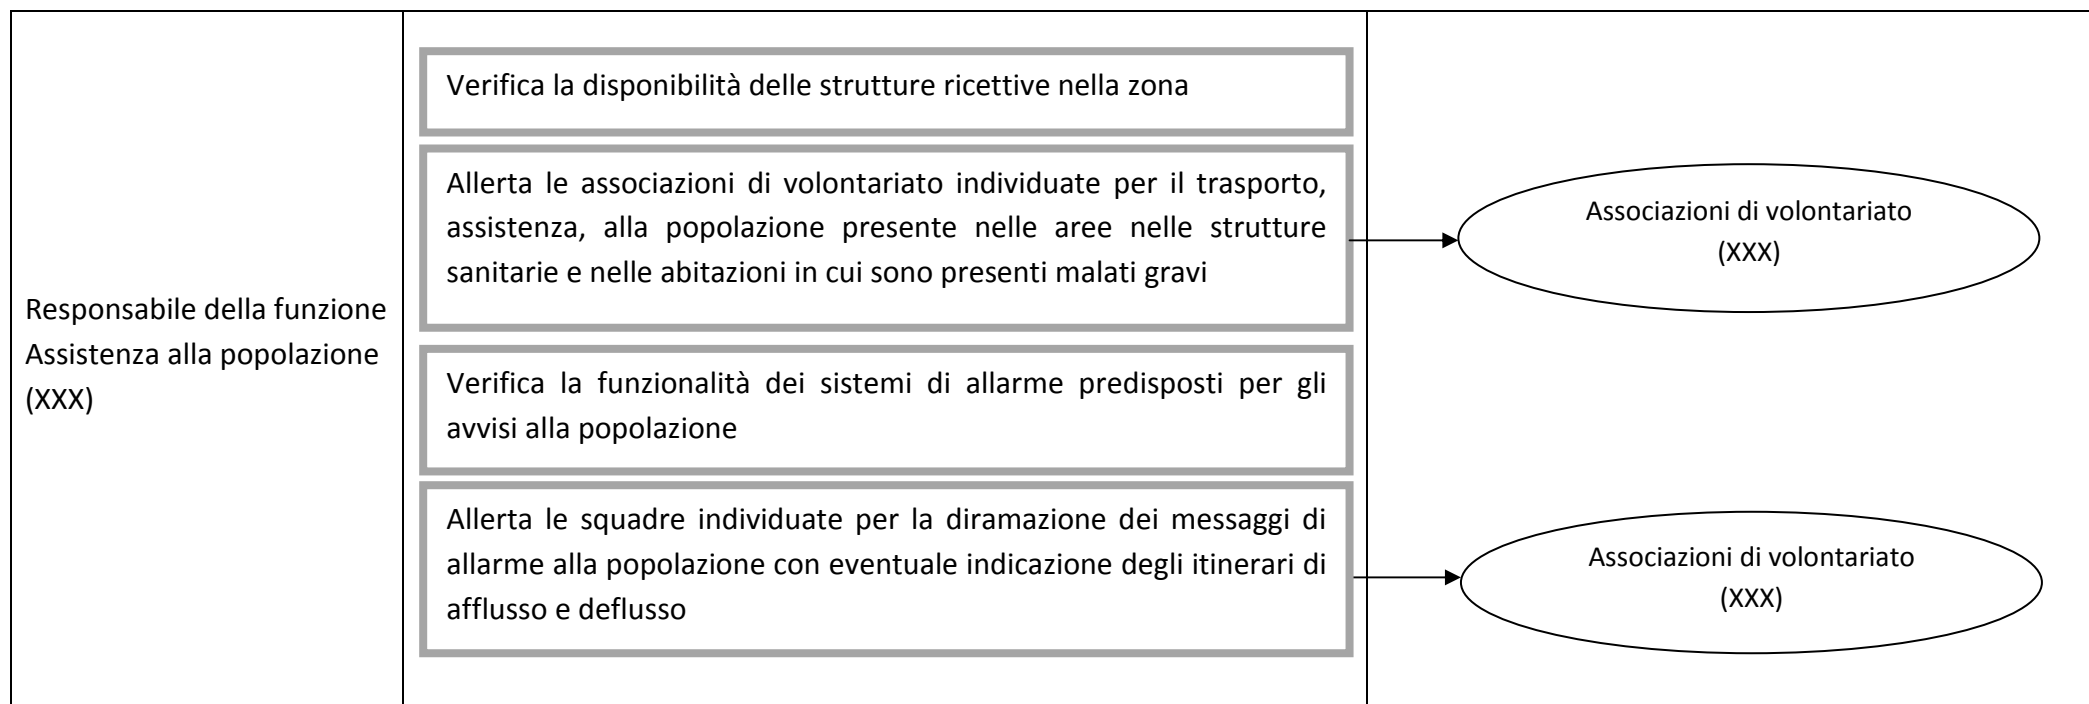 Responsabile della funzione
Assistenza alla popolazione
(XXX)
Verifica la disponibilità delle strutture ricettive nella zona
Allerta le associazioni di volontariato individuate per il trasporto,
assistenza, alla popolazione presente nelle aree nelle strutture
sanitarie e nelle abitazioni in cui sono presenti malati gravi
Associazioni di volontariato
(XXX)
Verifica la funzionalità dei sistemi di allarme predisposti per gli
avvisi alla popolazione
Allerta le squadre individuate per la diramazione dei messaggi di
allarme alla popolazione con eventuale indicazione degli itinerari di
afflusso e deflusso
Associazioni di volontariato
(XXX)